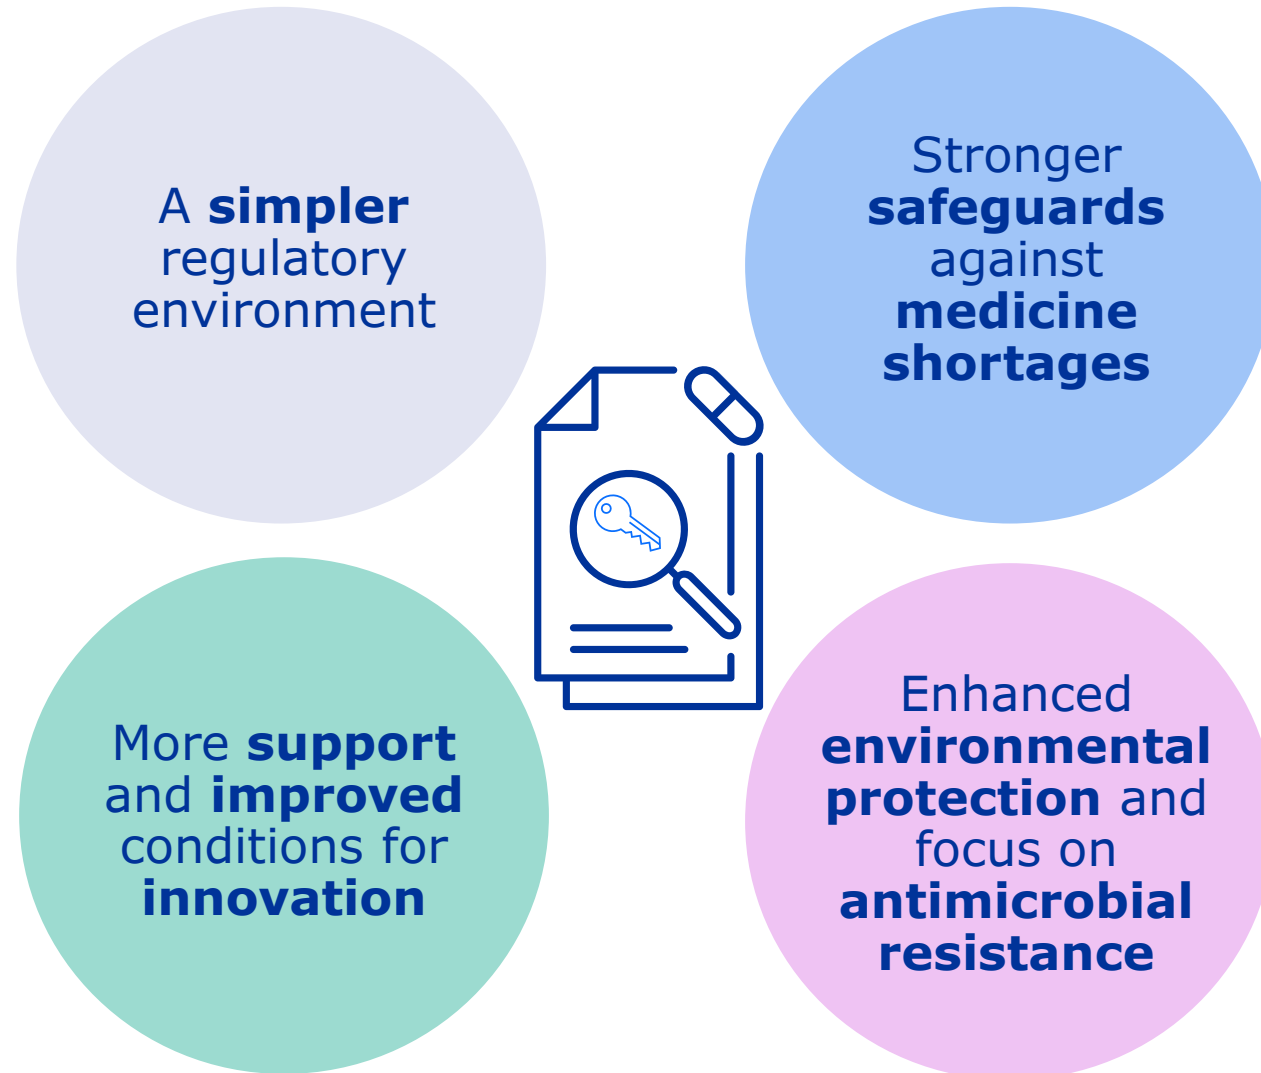 A simpler
regulatory
environment
Stronger
safeguards
against
medicine
shortages
More support
and improved
conditions for
innovation
Enhanced
environmental
protection and
focus on
antimicrobial
resistance